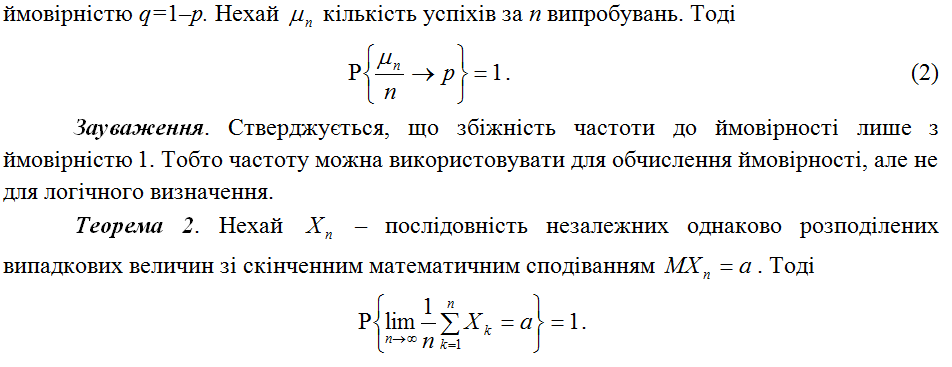 ймовірністю q=1–p. Нехай μₙ кількість успіхів за n випробувань. Тоді
P{μₙ/n → p} = 1. (2)
Зауваження. Стверджується, що збіжність частоти до ймовірності лише з
ймовірністю 1. Тобто частоту можна використовувати для обчислення ймовірності, але не
для логічного визначення.
Теорема 2. Нехай Xₙ – послідовність незалежних однаково розподілених
випадкових величин зі скінченним математичним сподіванням MXₙ = a. Тоді
P{lim_{n→∞} 1/n ∑_{k=1}^{n} X_k = a} = 1.